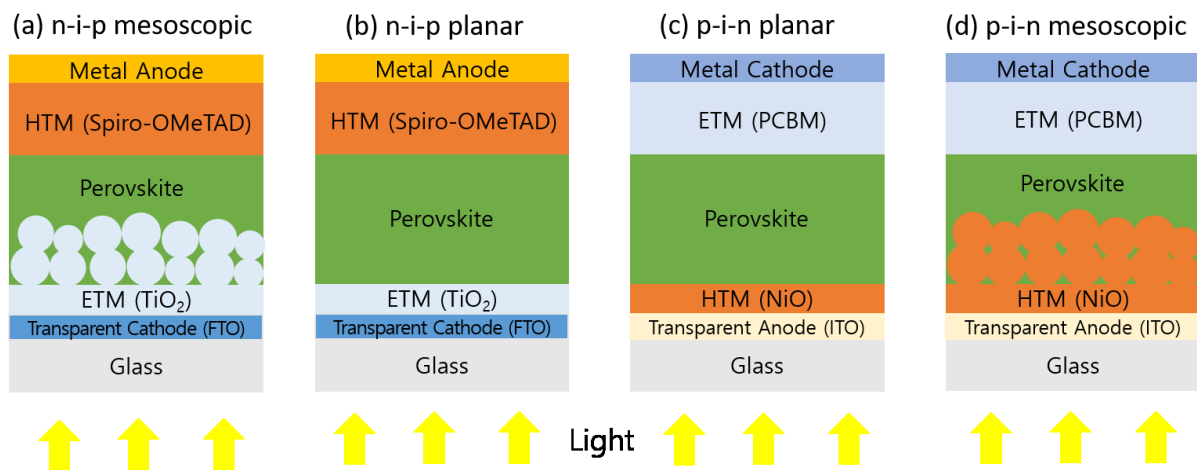 (a) n-i-p mesoscopic
Metal Anode
HTM (Spiro-OMeTAD)
Perovskite
ETM (TiO₂)
Transparent Cathode (FTO)
Glass
(b) n-i-p planar
Metal Anode
HTM (Spiro-OMeTAD)
Perovskite
ETM (TiO₂)
Transparent Cathode (FTO)
Glass
(c) p-i-n planar
Metal Cathode
ETM (PCBM)
Perovskite
HTM (NiO)
Transparent Anode (ITO)
Glass
(d) p-i-n mesoscopic
Metal Cathode
ETM (PCBM)
Perovskite
HTM (NiO)
Transparent Anode (ITO)
Glass
Light